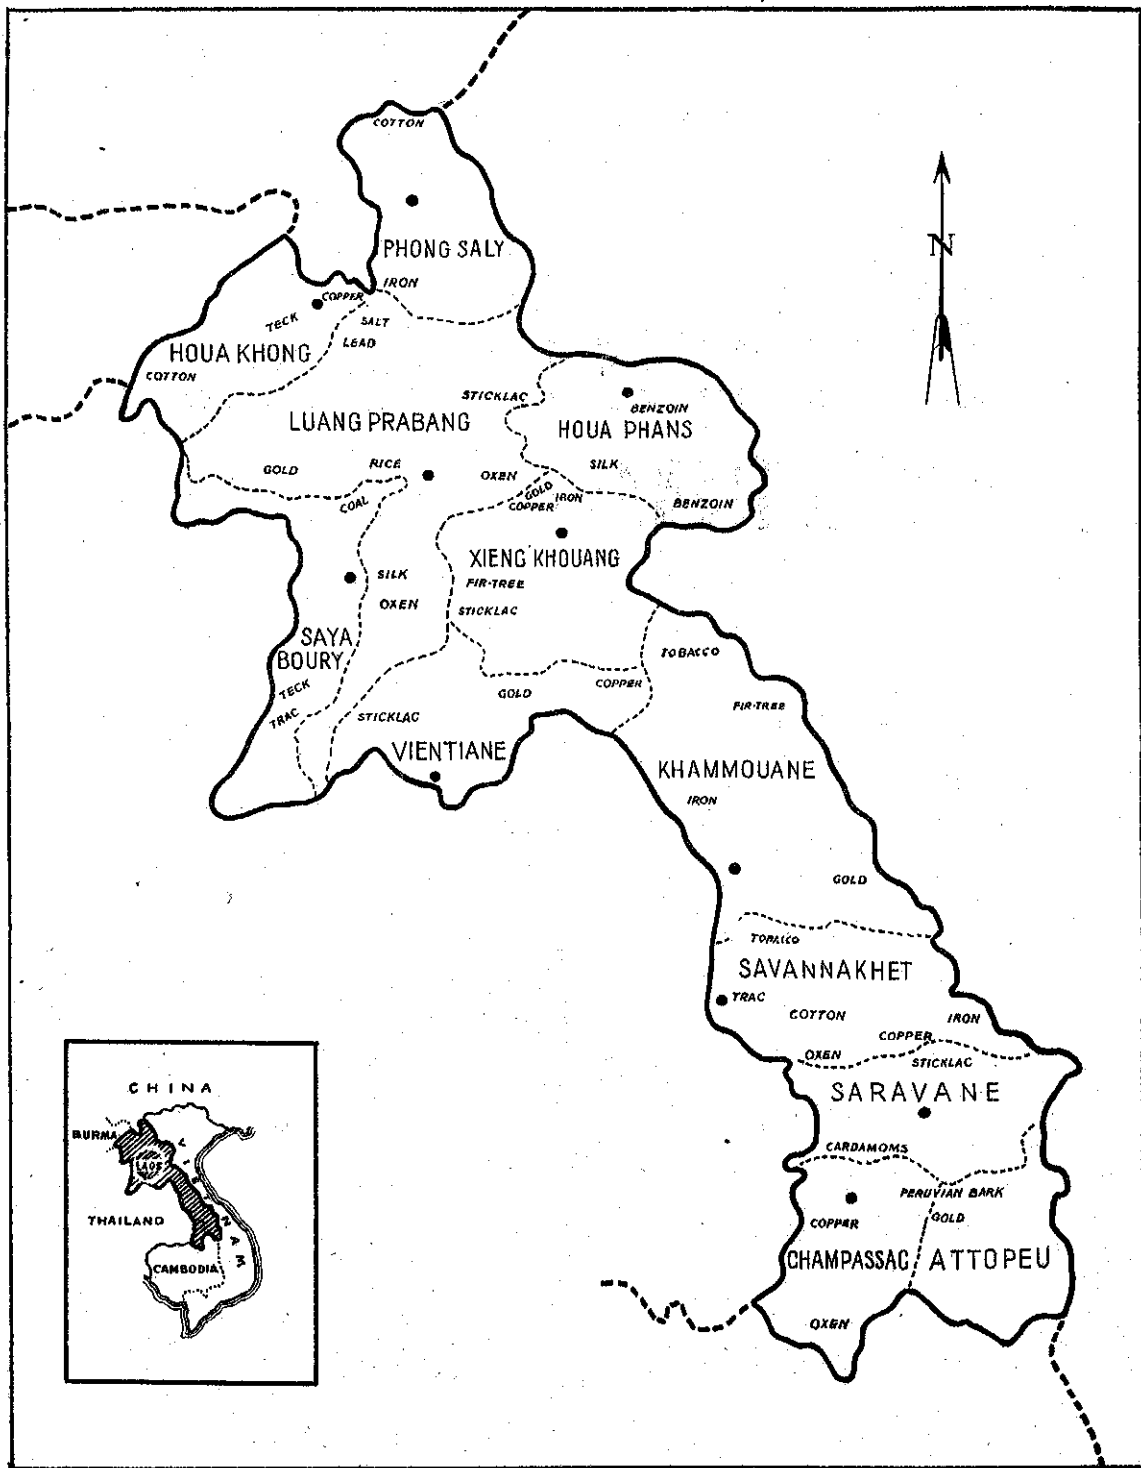 COTTON
PHONG SALY
N
IRON
COPPER
TECK
SALT
LEAD
HOUA KHONG
COTTON
STICKLAC
BENZOIN
LUANG PRABANG
HOUA PHANS
GOLD
RICE
OXEN
SILK
GOLD
IRON
COPPER
COAL
BENZOIN
XIENG KHOUANG
SILK
FIR-TREE
OXEN
STICKLAC
SAYA
BOURY
TOBACCO
TECK
GOLD
COPPER
TRAC
STICKLAC
FIR-TREE
VIENTIANE
KHAMMOUANE
IRON
GOLD
TOBACCO
SAVANNAKHET
TRAC
COTTON
IRON
COPPER
OXEN
STICKLAC
SARAVANE
CARDAMOMS
PERUVIAN BARK
COPPER
GOLD
CHAMPASSAC
ATTOPEU
OXEN
CHINA
BURMA
LAOS
VIETNAM
THAILAND
CAMBODIA